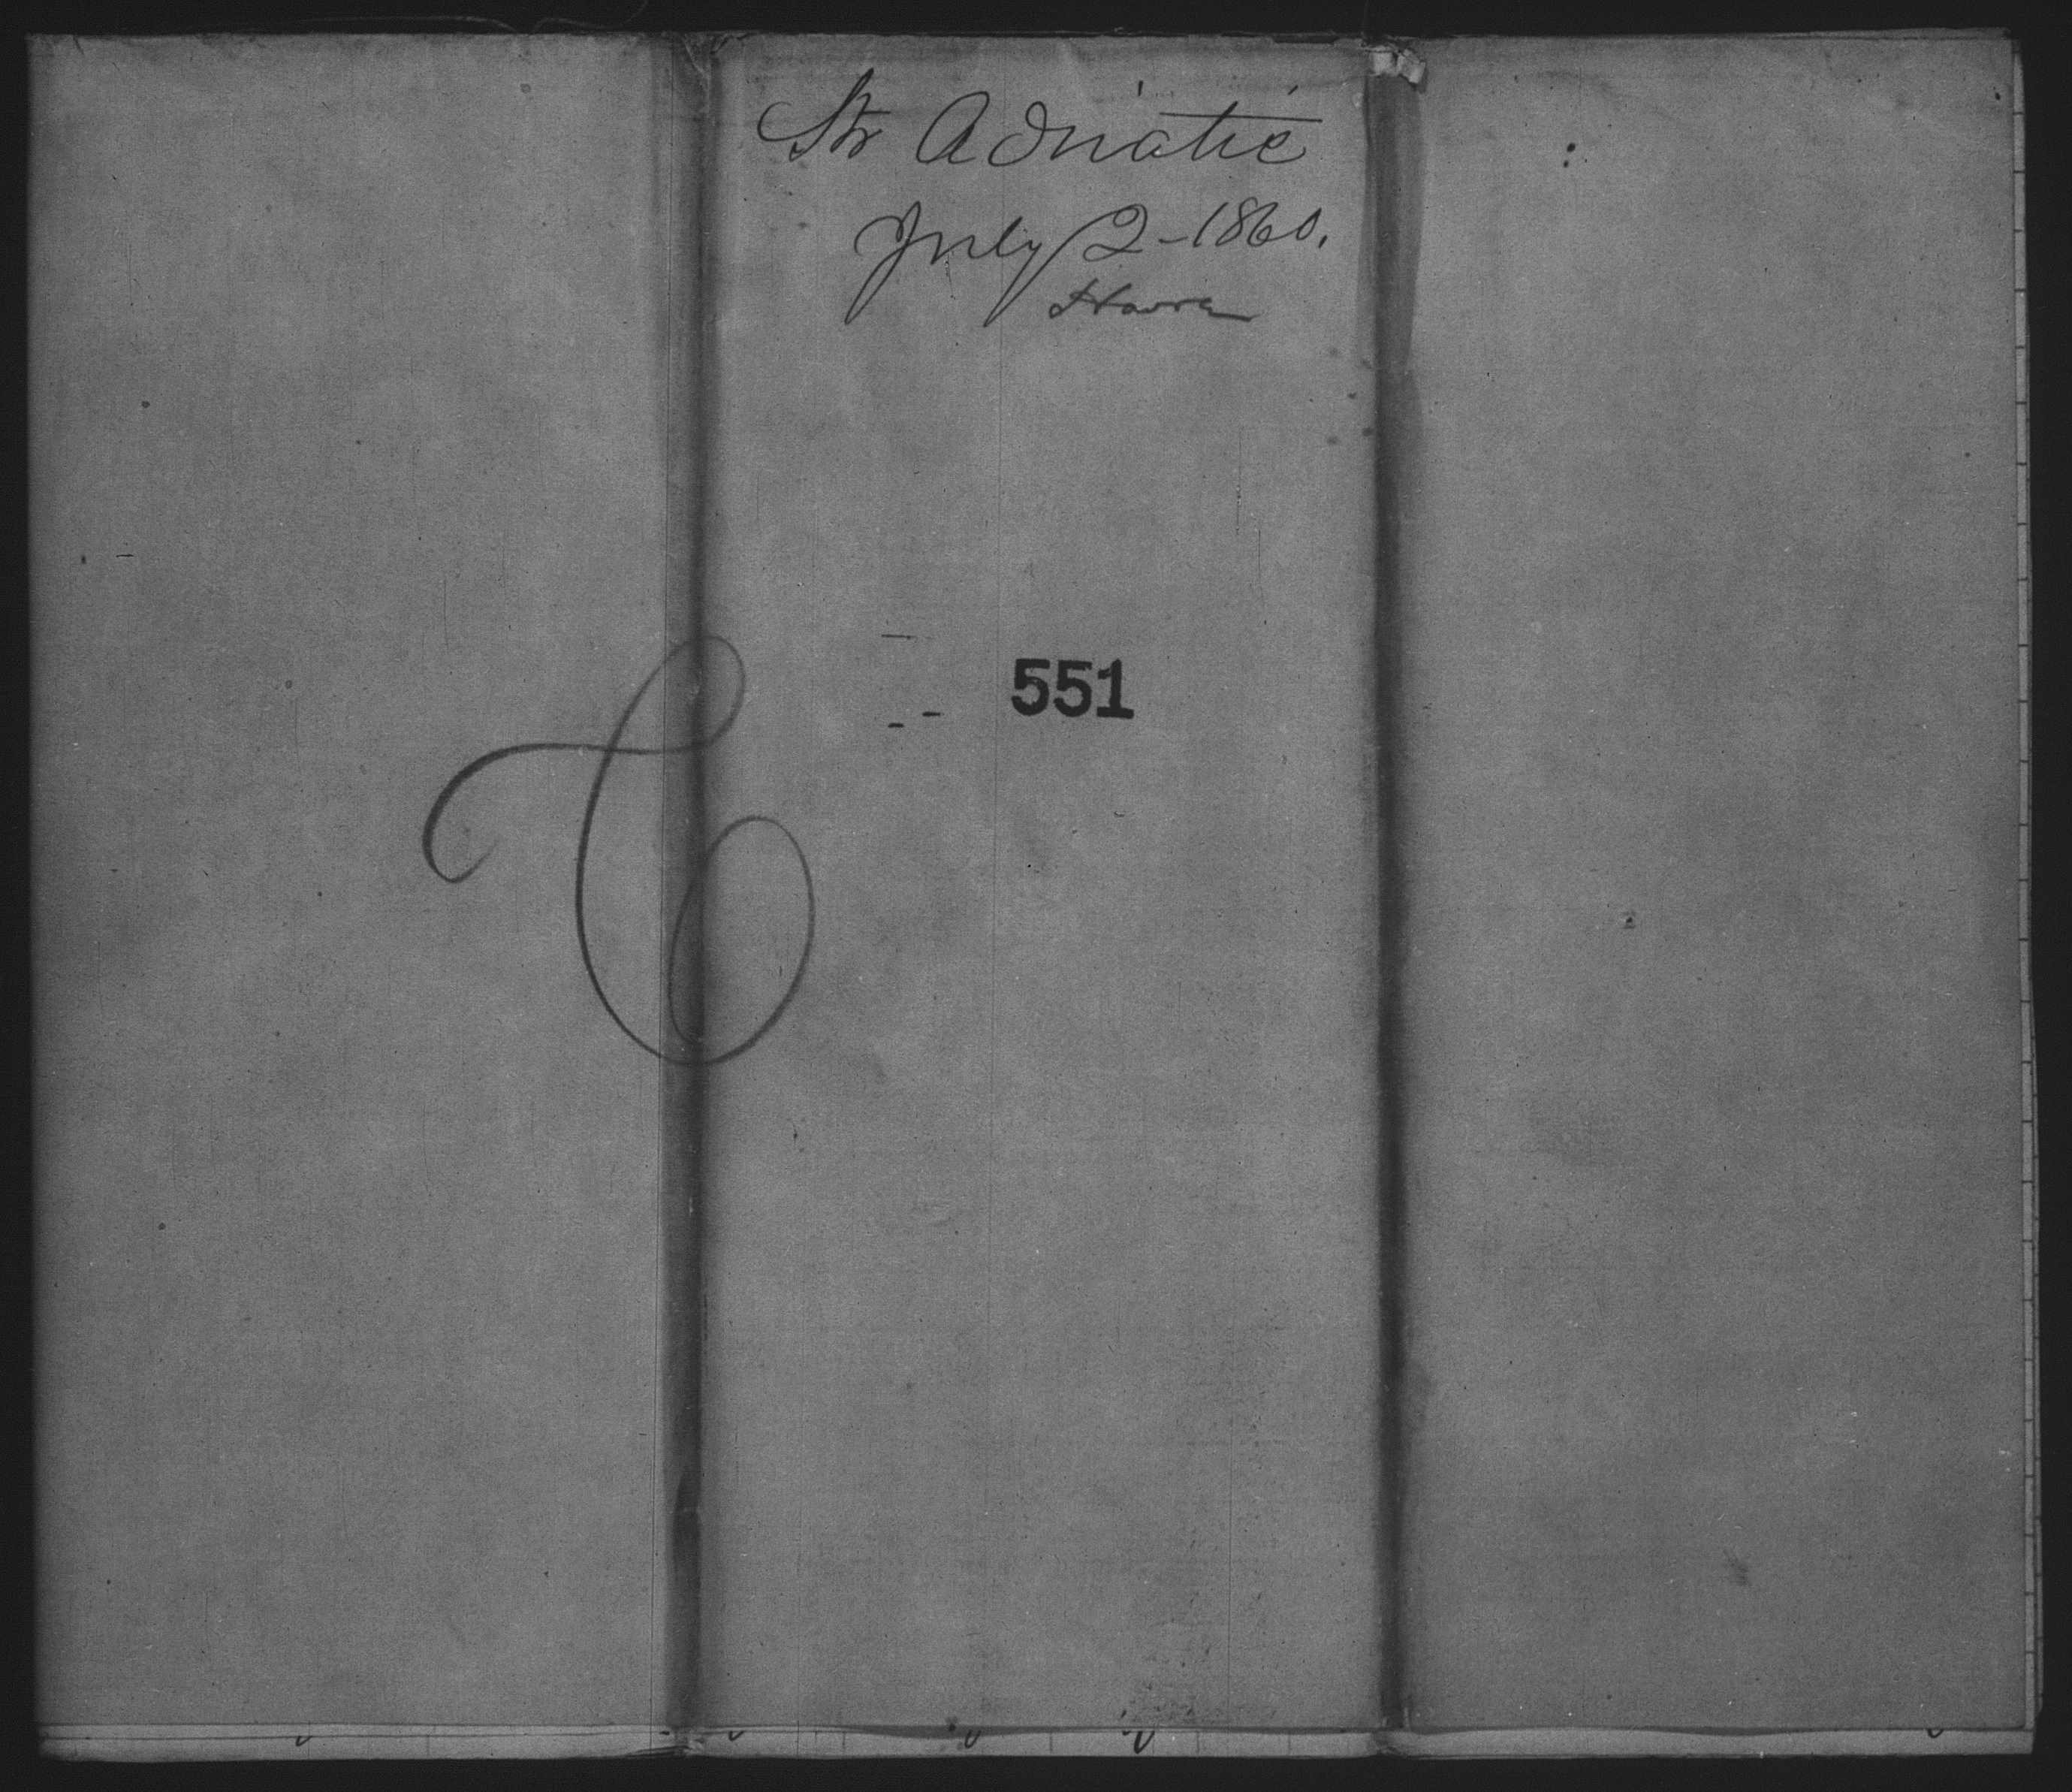 Str Adriatic
July 2-1860.
Havre
551
C